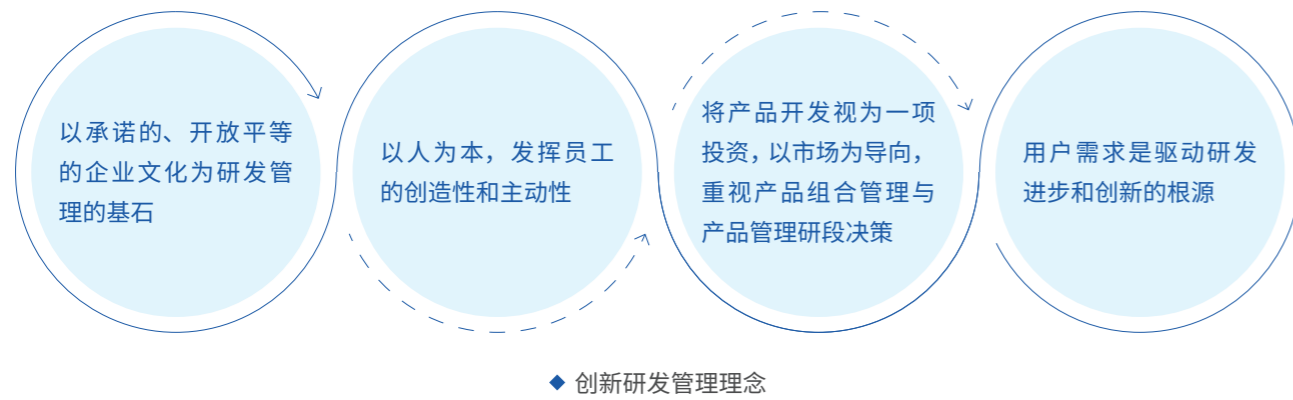 以承诺的、开放平等
的企业文化为研发管
理的基石
以人为本，发挥员工
的创造性和主动性
将产品开发视为一项
投资，以市场为导向，
重视产品组合管理与
产品管理研段决策
用户需求是驱动研发
进步和创新的根源
创新研发管理理念